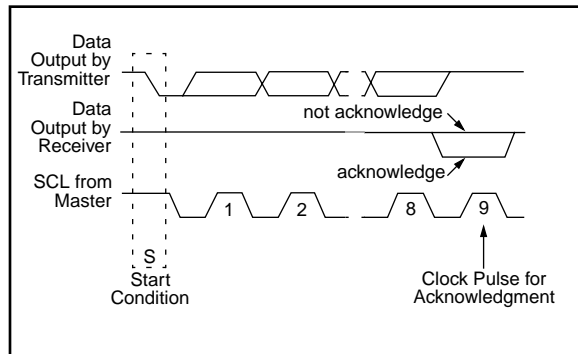 Data
Output by
Transmitter
Data
Output by
Receiver
not acknowledge
acknowledge
SCL from
Master
1
2
8
9
S
Start
Condition
Clock Pulse for
Acknowledgment